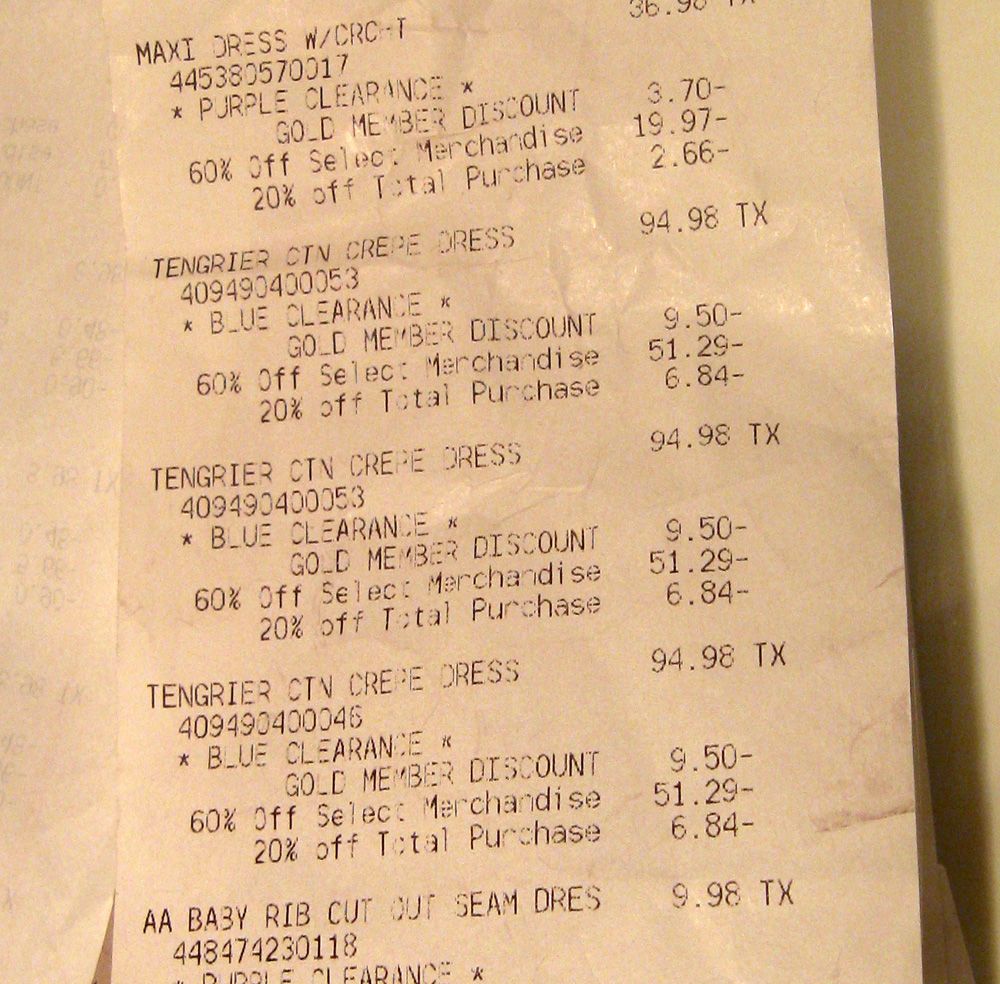 MAXI DRESS W/CRCHT 36.98 TX
445380570017
* PURPLE CLEARANCE *
GOLD MEMBER DISCOUNT 3.70-
60% Off Select Merchandise 19.97-
20% off Total Purchase 2.66-
TENGRIER CTN CREPE DRESS 94.98 TX
409490400053
* BLUE CLEARANCE *
GOLD MEMBER DISCOUNT 9.50-
60% Off Select Merchandise 51.29-
20% off Total Purchase 6.84-
TENGRIER CTN CREPE DRESS 94.98 TX
409490400053
* BLUE CLEARANCE *
GOLD MEMBER DISCOUNT 9.50-
60% Off Select Merchandise 51.29-
20% off Total Purchase 6.84-
TENGRIER CTN CREPE DRESS 94.98 TX
409490400046
* BLUE CLEARANCE *
GOLD MEMBER DISCOUNT 9.50-
60% Off Select Merchandise 51.29-
20% off Total Purchase 6.84-
AA BABY RIB CUT OUT SEAM DRES 9.98 TX
448474230118
* PURPLE CLEARANCE *